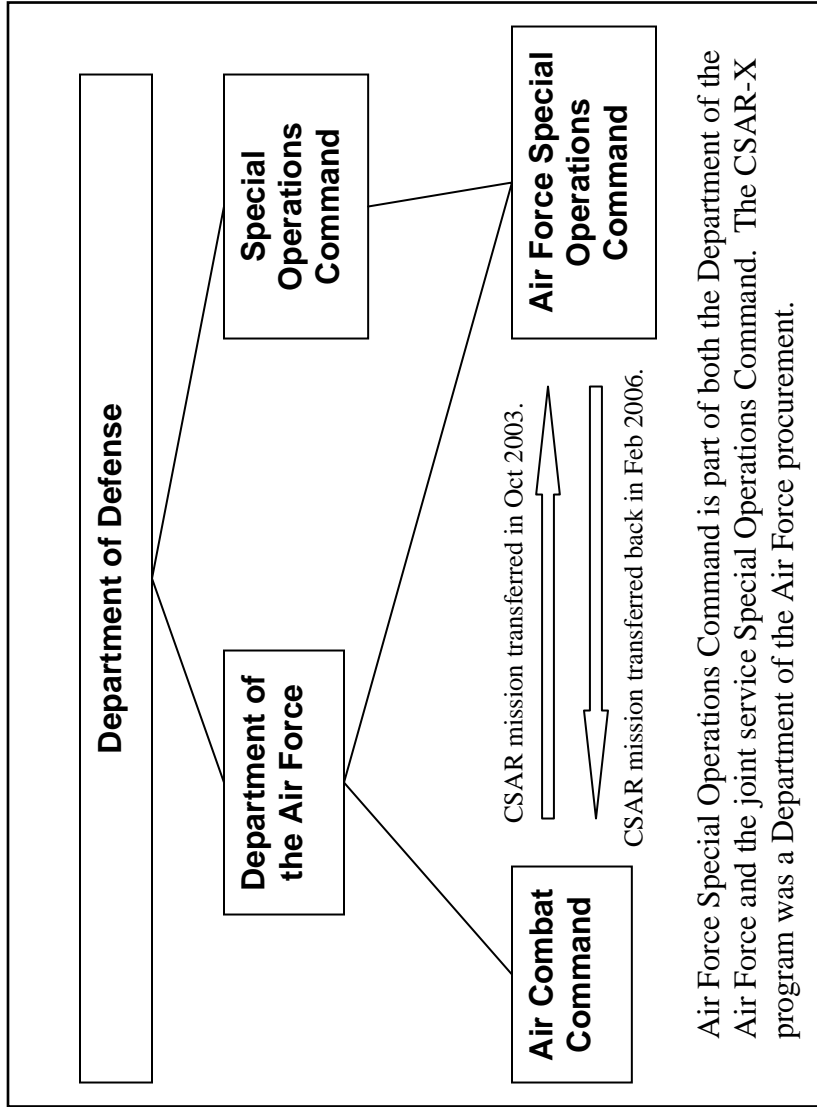 Department of Defense
Department of
the Air Force
Special
Operations
Command
CSAR mission transferred in Oct 2003.
CSAR mission transferred back in Feb 2006.
Air Combat
Command
Air Force Special
Operations
Command
Air Force Special Operations Command is part of both the Department of the
Air Force and the joint service Special Operations Command.  The CSAR-X
program was a Department of the Air Force procurement.